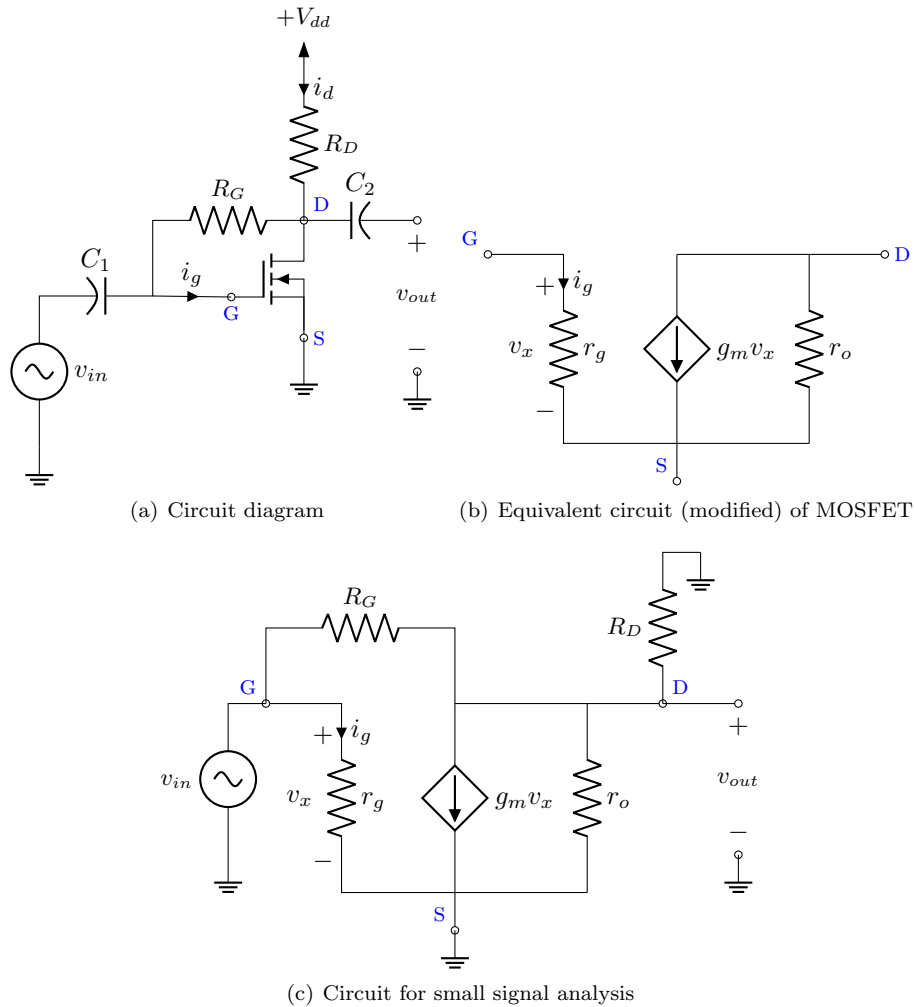 +V_dd
i_d
R_D
R_G
C_2
D
C_1
i_g
G
+
v_out
S
−
v_in
(a) Circuit diagram
G
D
+
i_g
v_x
r_g
g_m v_x
r_o
−
S
(b) Equivalent circuit (modified) of MOSFET
R_G
R_D
G
D
+
i_g
+
v_in
v_x
r_g
g_m v_x
r_o
v_out
−
−
S
(c) Circuit for small signal analysis